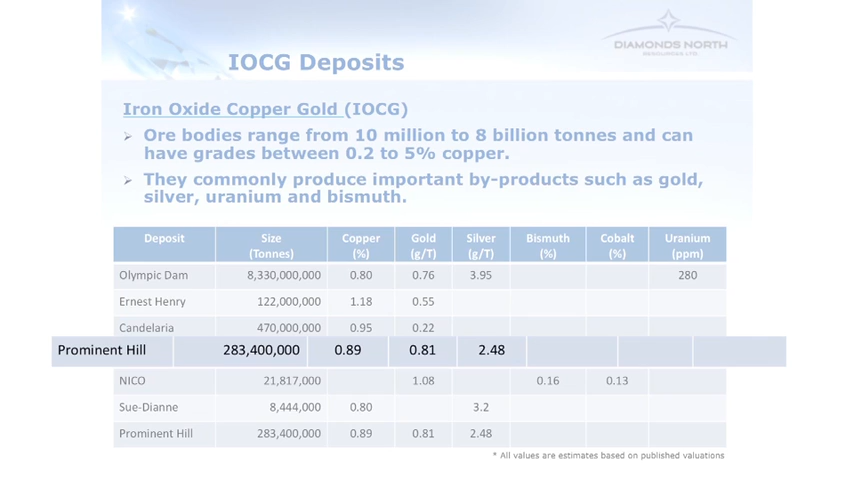 DIAMONDS NORTH
RESOURCES LTD.
IOCG Deposits
Iron Oxide Copper Gold (IOCG)
Ore bodies range from 10 million to 8 billion tonnes and can
have grades between 0.2 to 5% copper.
They commonly produce important by-products such as gold,
silver, uranium and bismuth.
Deposit Size (Tonnes) Copper (%) Gold (g/T) Silver (g/T) Bismuth (%) Cobalt (%) Uranium (ppm)
Olympic Dam 8,330,000,000 0.80 0.76 3.95 280
Ernest Henry 122,000,000 1.18 0.55
Candelaria 470,000,000 0.95 0.22
Prominent Hill 283,400,000 0.89 0.81 2.48
NICO 21,817,000 1.08 0.16 0.13
Sue-Dianne 8,444,000 0.80 3.2
Prominent Hill 283,400,000 0.89 0.81 2.48
* All values are estimates based on published valuations